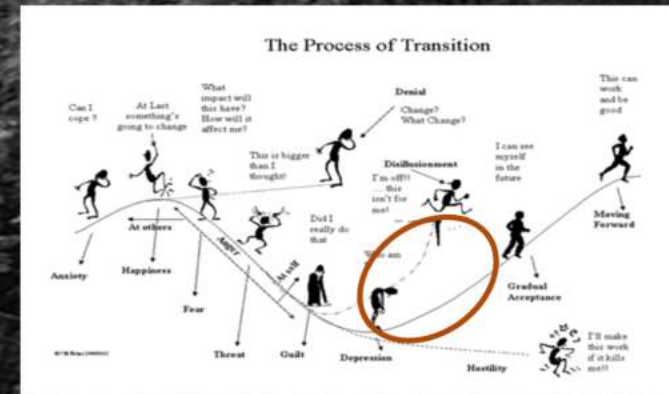 The Process of Transition
Can I
cope ?
At Last
something's
going to change
What
impact will
this have?
How will it
affect me?
This is bigger
than I
thought!
Denial
Change?
What Change?
Disillusionment
I'm off!!
... this
isn't for
me!
I can see
myself
in the
future
This can
work
and be
good
At others
Anger
At self
Did I
really do
that
am
Moving
Forward
Gradual
Acceptance
Anxiety
Happiness
Fear
Threat
Guilt
Depression
Hostility
I'll make
this work
if it kills
me!!